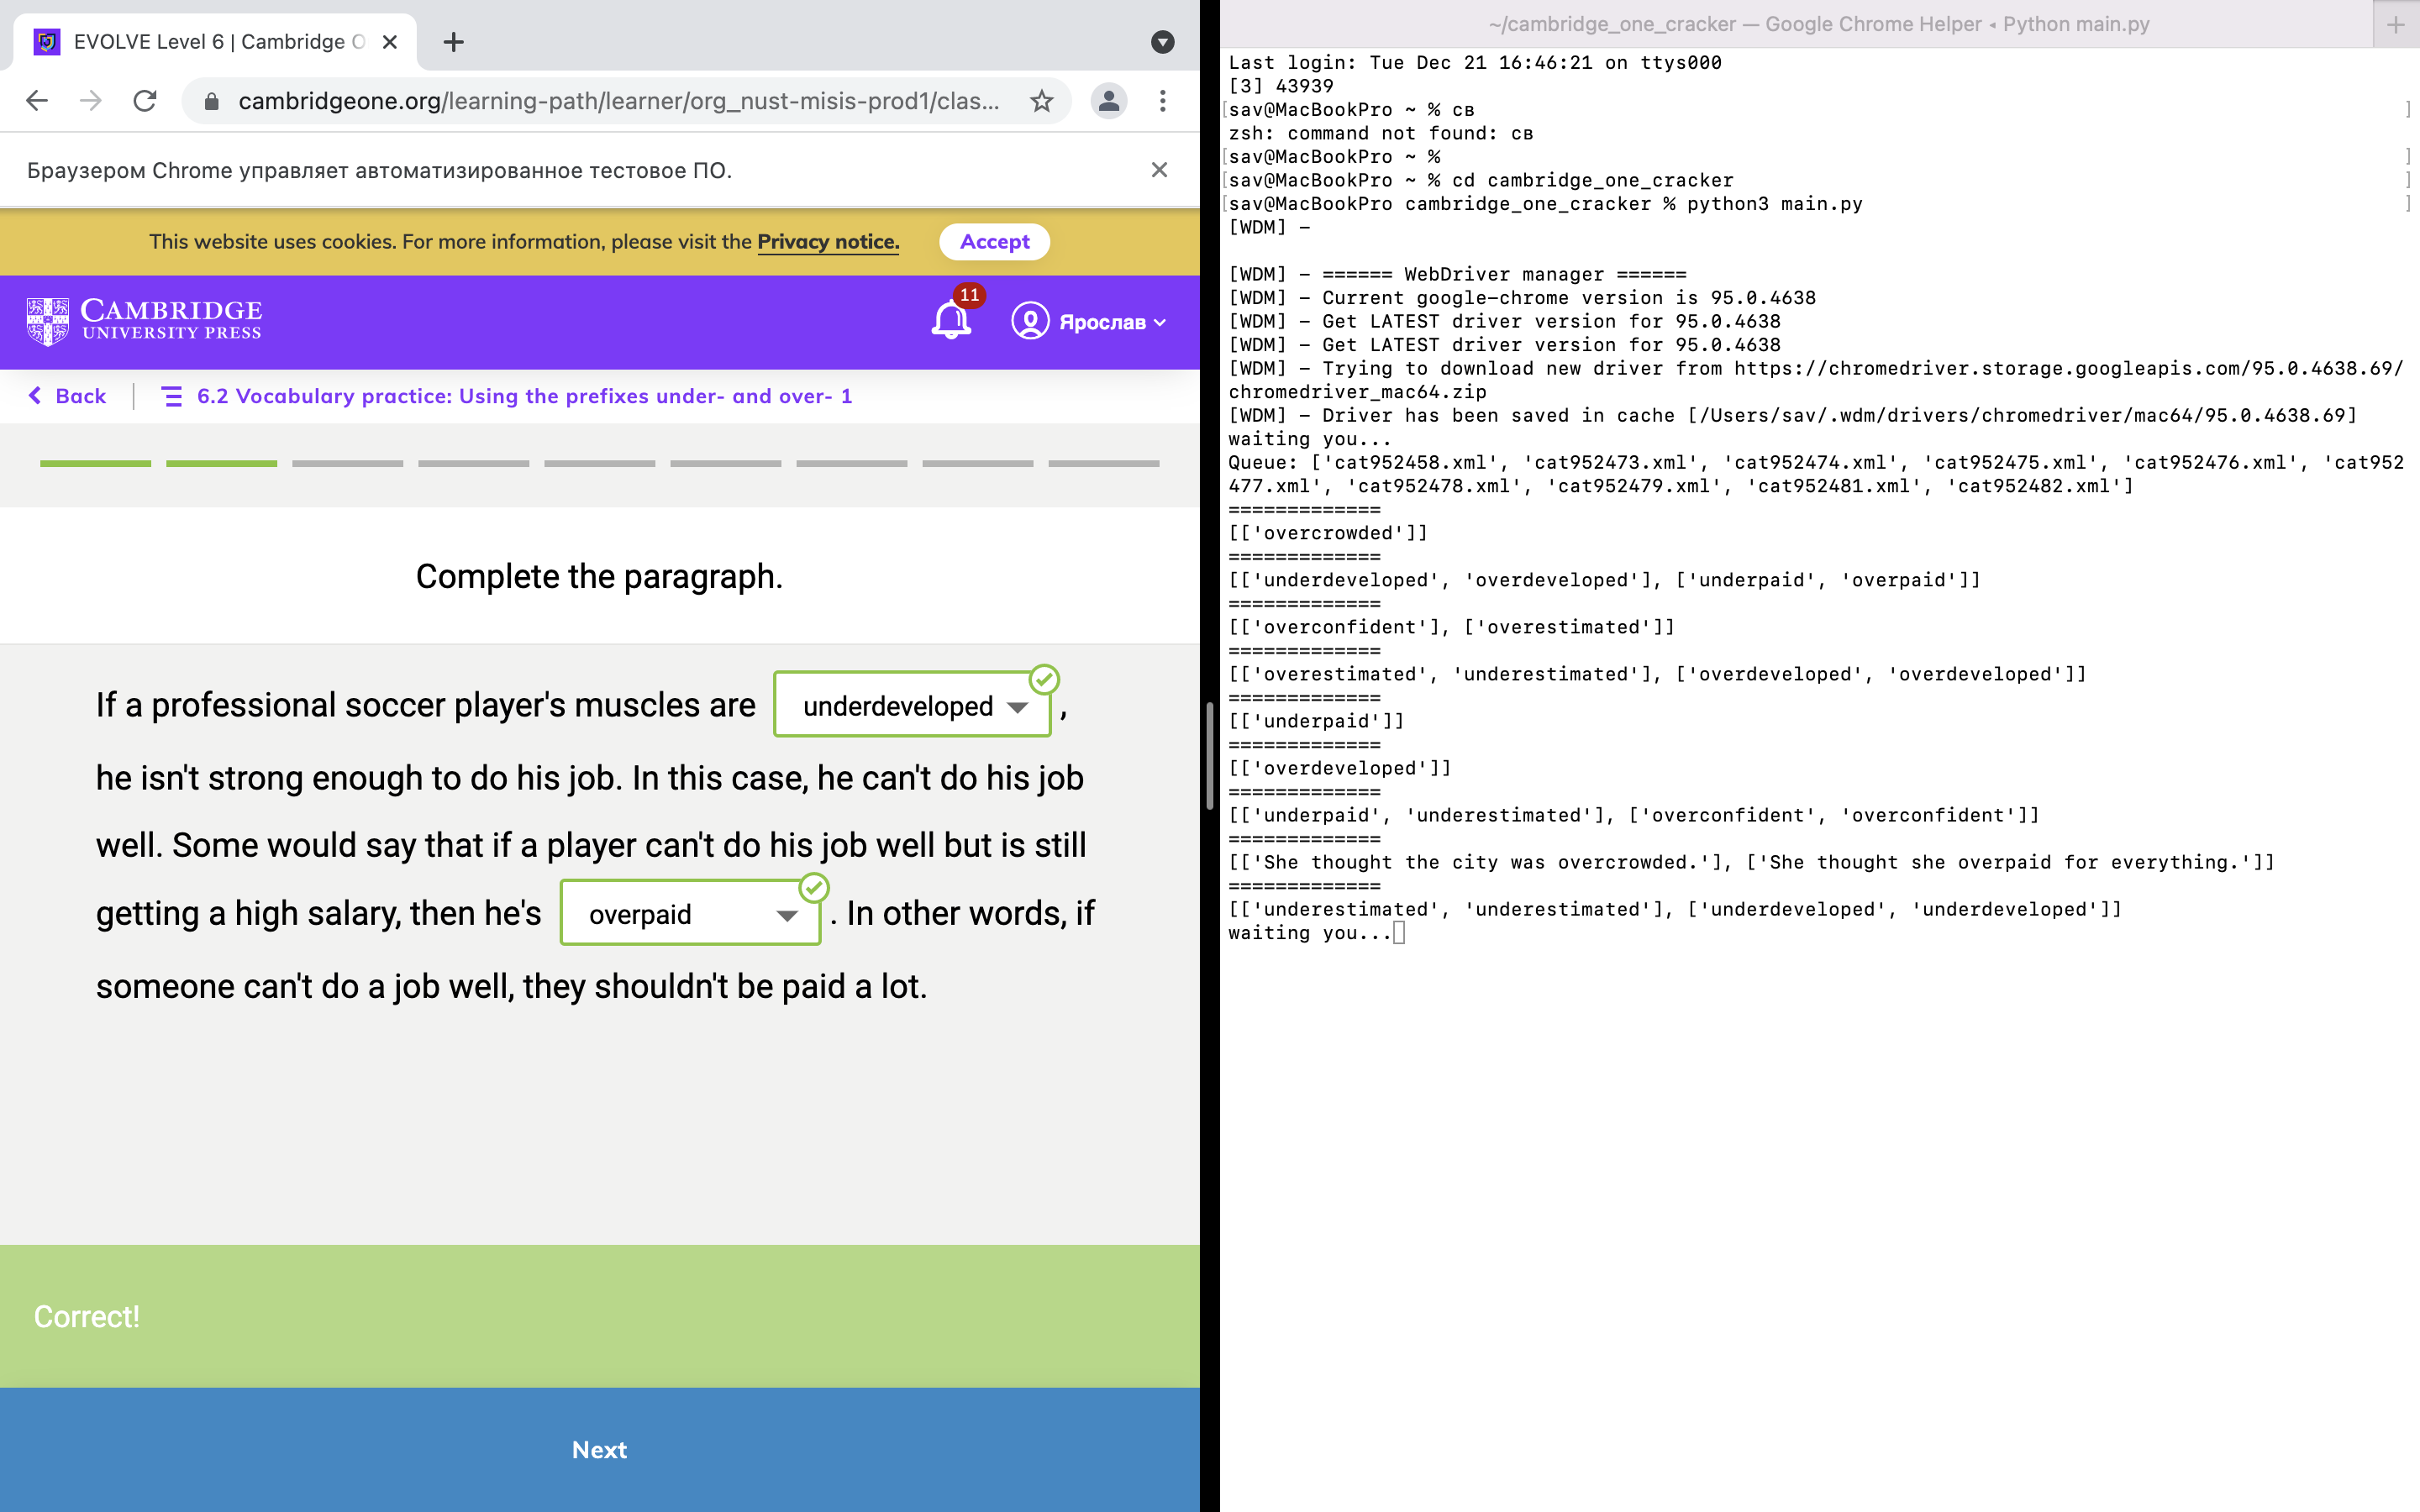 EVOLVE Level 6 | Cambridge O
cambridgeone.org/learning-path/learner/org_nust-misis-prod1/clas...
Браузером Chrome управляет автоматизированное тестовое ПО.
This website uses cookies. For more information, please visit the Privacy notice.
Accept
CAMBRIDGE
UNIVERSITY PRESS
11
Ярослав
Back
6.2 Vocabulary practice: Using the prefixes under- and over- 1
Complete the paragraph.
If a professional soccer player's muscles are underdeveloped ,
he isn't strong enough to do his job. In this case, he can't do his job
well. Some would say that if a player can't do his job well but is still
getting a high salary, then he's overpaid . In other words, if
someone can't do a job well, they shouldn't be paid a lot.
Correct!
Next
~/cambridge_one_cracker — Google Chrome Helper ◂ Python main.py
Last login: Tue Dec 21 16:46:21 on ttys000
[3] 43939
[sav@MacBookPro ~ % св ]
zsh: command not found: св
[sav@MacBookPro ~ % ]
[sav@MacBookPro ~ % cd cambridge_one_cracker ]
[sav@MacBookPro cambridge_one_cracker % python3 main.py ]
[WDM] -
[WDM] - ====== WebDriver manager ======
[WDM] - Current google-chrome version is 95.0.4638
[WDM] - Get LATEST driver version for 95.0.4638
[WDM] - Get LATEST driver version for 95.0.4638
[WDM] - Trying to download new driver from https://chromedriver.storage.googleapis.com/95.0.4638.69/
chromedriver_mac64.zip
[WDM] - Driver has been saved in cache [/Users/sav/.wdm/drivers/chromedriver/mac64/95.0.4638.69]
waiting you...
Queue: ['cat952458.xml', 'cat952473.xml', 'cat952474.xml', 'cat952475.xml', 'cat952476.xml', 'cat952
477.xml', 'cat952478.xml', 'cat952479.xml', 'cat952481.xml', 'cat952482.xml']
=============
[['overcrowded']]
=============
[['underdeveloped', 'overdeveloped'], ['underpaid', 'overpaid']]
=============
[['overconfident'], ['overestimated']]
=============
[['overestimated', 'underestimated'], ['overdeveloped', 'overdeveloped']]
=============
[['underpaid']]
=============
[['overdeveloped']]
=============
[['underpaid', 'underestimated'], ['overconfident', 'overconfident']]
=============
[['She thought the city was overcrowded.'], ['She thought she overpaid for everything.']]
=============
[['underestimated', 'underestimated'], ['underdeveloped', 'underdeveloped']]
waiting you...